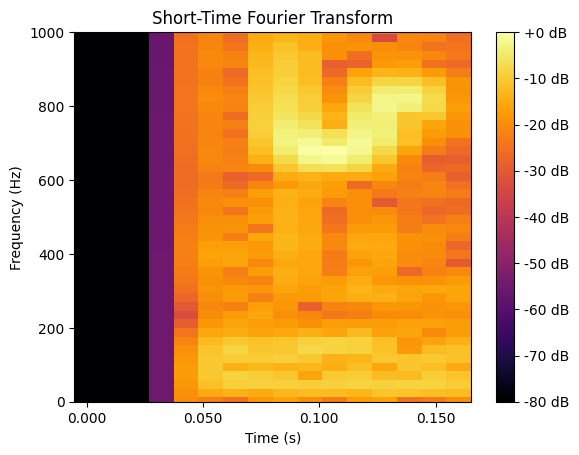 Short-Time Fourier Transform
1000
800
600
400
200
0
Frequency (Hz)
0.000
0.050
0.100
0.150
Time (s)
+0 dB
-10 dB
-20 dB
-30 dB
-40 dB
-50 dB
-60 dB
-70 dB
-80 dB